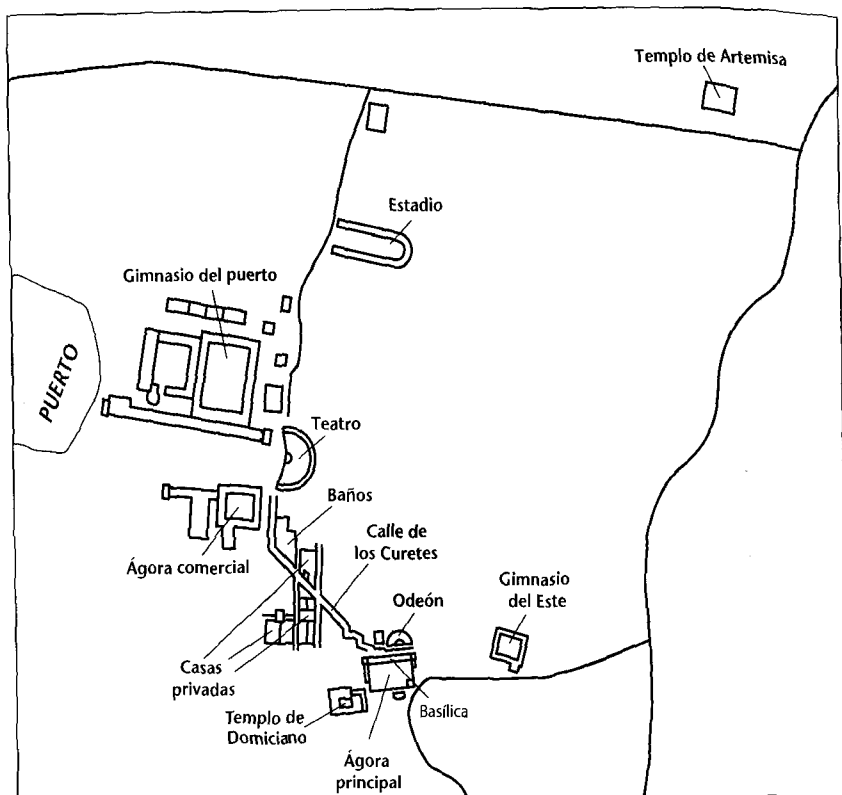 Templo de Artemisa
Estadio
Gimnasio del puerto
PUERTO
Teatro
Baños
Calle de
los Curetes
Ágora comercial
Gimnasio
del Este
Odeón
Casas
privadas
Basílica
Templo de
Domiciano
Ágora
principal